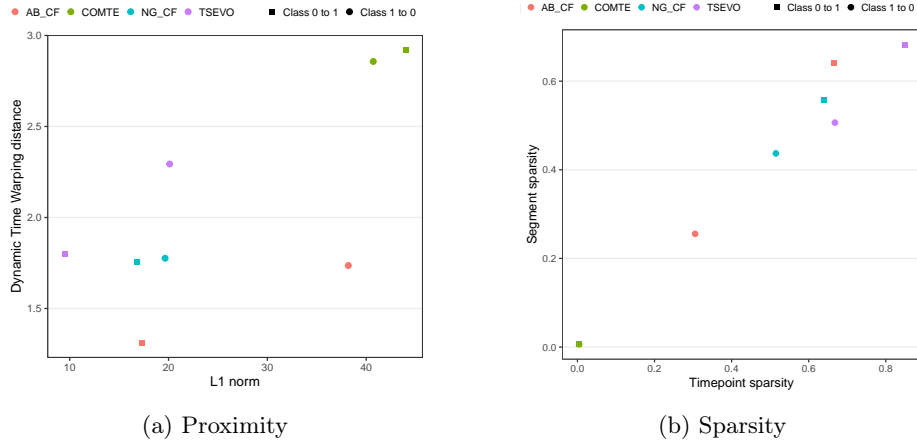 AB_CF COMTE NG_CF TSEVO Class 0 to 1 Class 1 to 0
3.0
2.5
2.0
1.5
Dynamic Time Warping distance
10 20 30 40
L1 norm
(a) Proximity
AB_CF COMTE NG_CF TSEVO Class 0 to 1 Class 1 to 0
0.6
0.4
0.2
0.0
Segment sparsity
0.0 0.2 0.4 0.6 0.8
Timepoint sparsity
(b) Sparsity